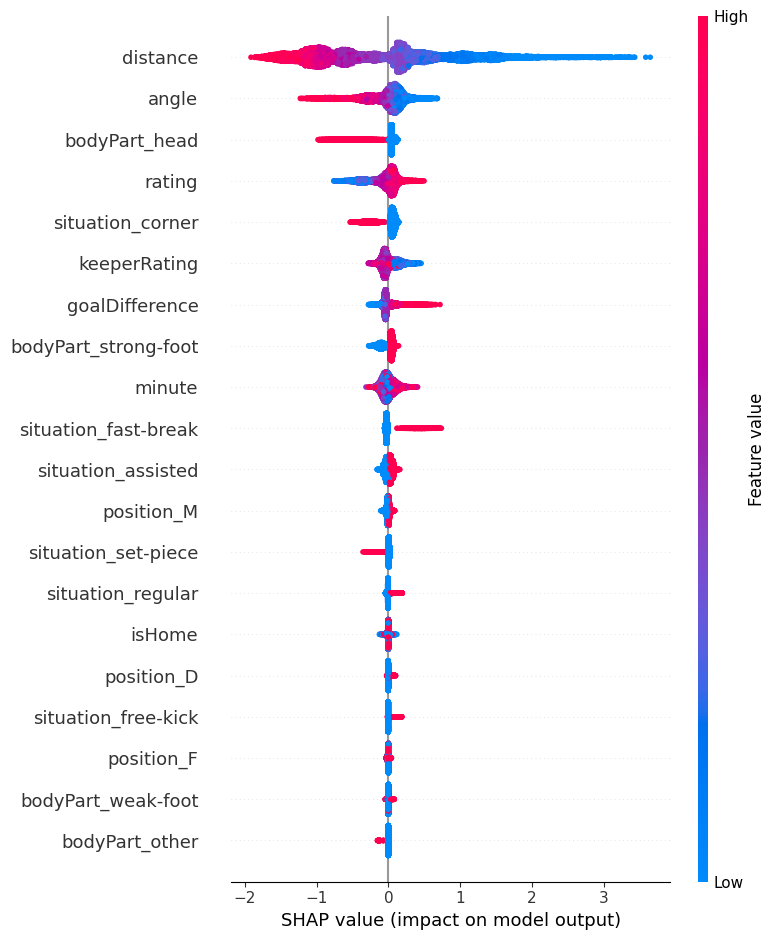 High
distance
angle
bodyPart_head
rating
situation_corner
keeperRating
goalDifference
bodyPart_strong-foot
minute
situation_fast-break
situation_assisted
position_M
situation_set-piece
situation_regular
isHome
position_D
situation_free-kick
position_F
bodyPart_weak-foot
bodyPart_other
Feature value
Low
−2 −1 0 1 2 3
SHAP value (impact on model output)